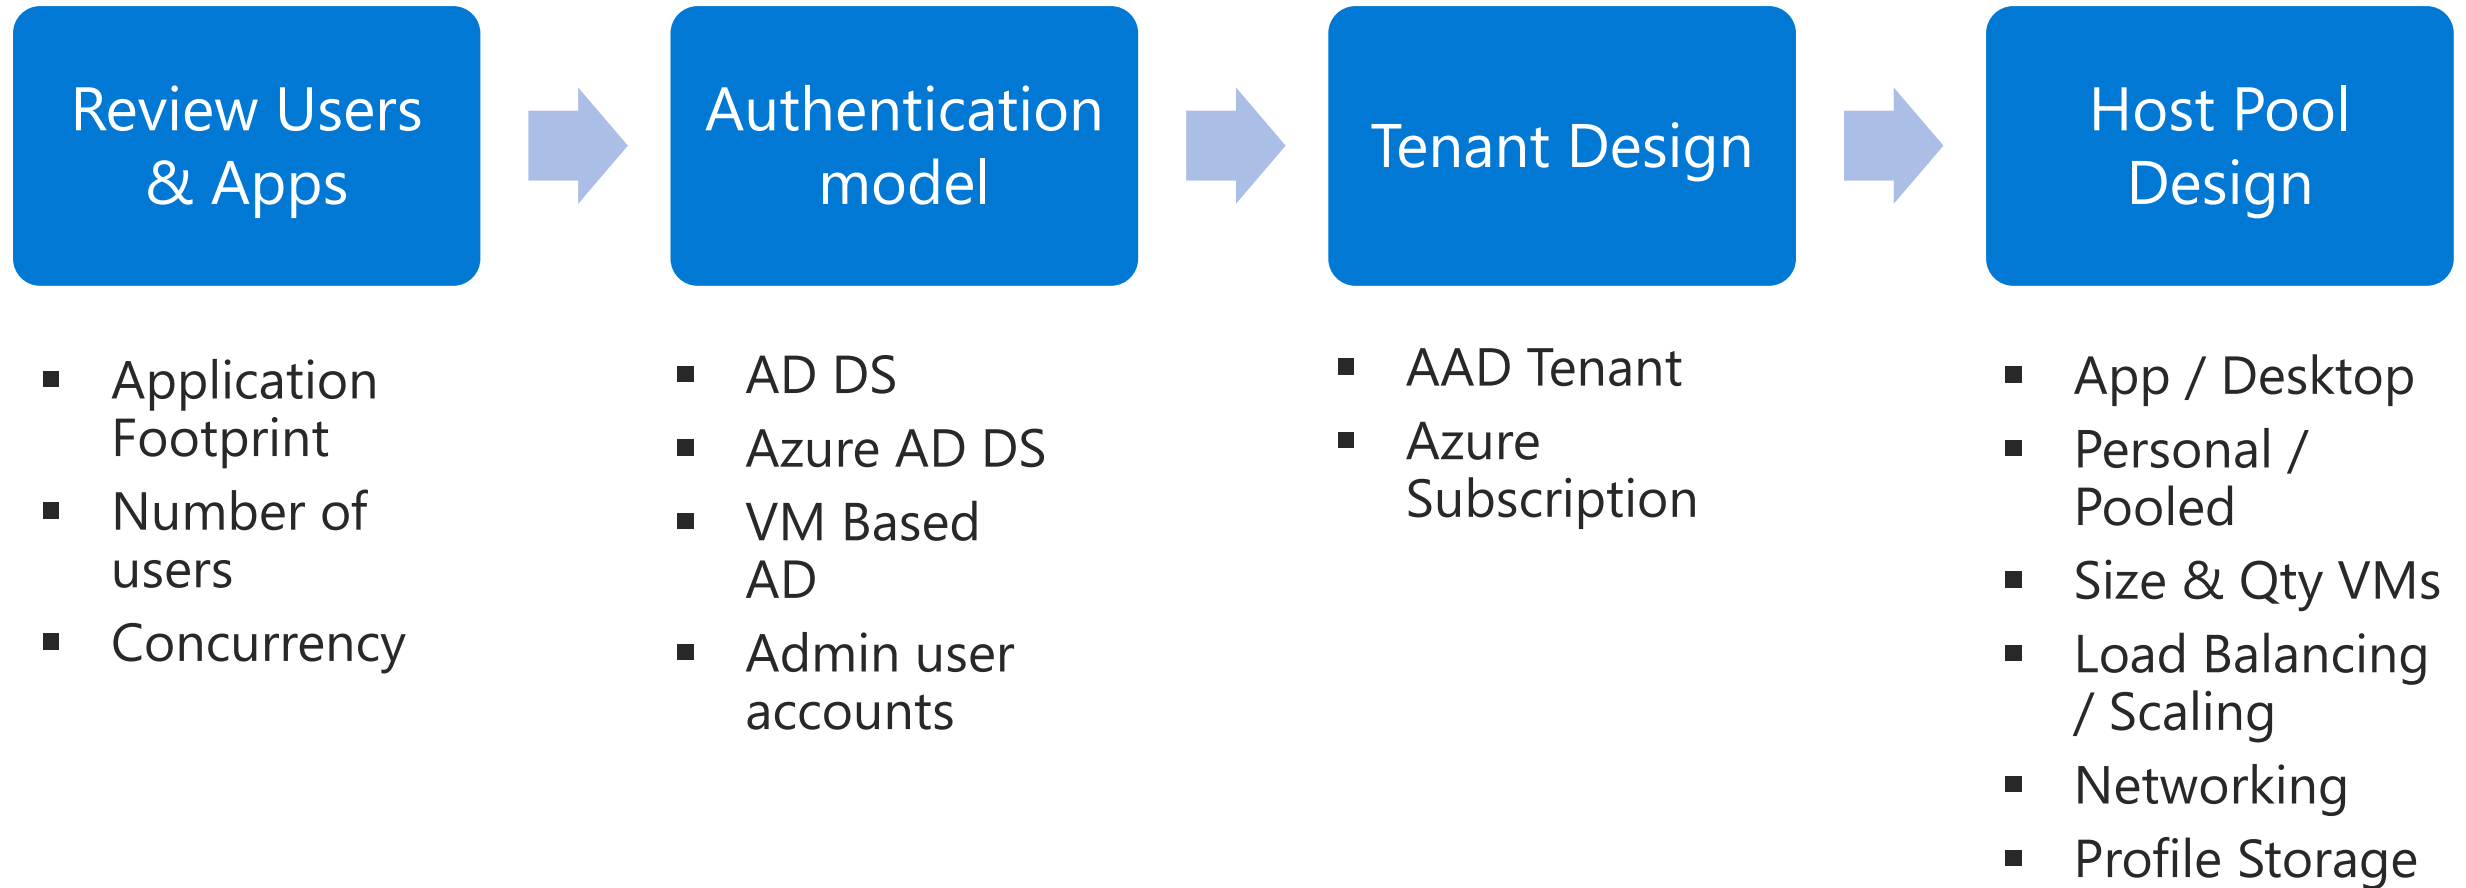 Review Users
& Apps
Authentication
model
Tenant Design
Host Pool
Design
▪ Application
Footprint
▪ Number of
users
▪ Concurrency
▪ AD DS
▪ Azure AD DS
▪ VM Based
AD
▪ Admin user
accounts
▪ AAD Tenant
▪ Azure
Subscription
▪ App / Desktop
▪ Personal /
Pooled
▪ Size & Qty VMs
▪ Load Balancing
/ Scaling
▪ Networking
▪ Profile Storage